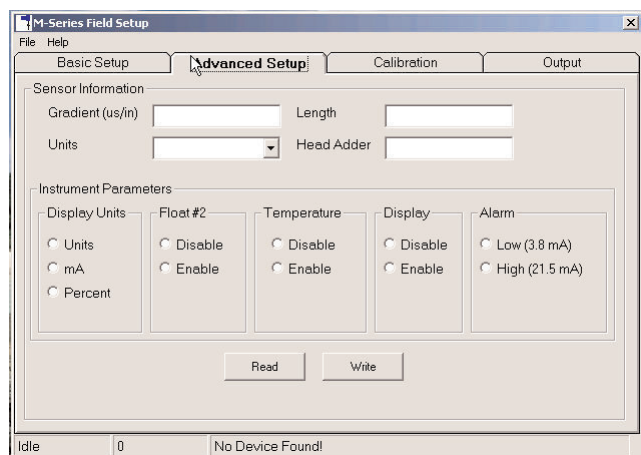 M-Series Field Setup
File Help
Basic Setup Advanced Setup Calibration Output
Sensor Information
Gradient (us/in) Length
Units Head Adder
Instrument Parameters
Display Units Float #2 Temperature Display Alarm
Units Disable Disable Disable Low (3.8 mA)
mA Enable Enable Enable High (21.5 mA)
Percent
Read Write
Idle 0 No Device Found!